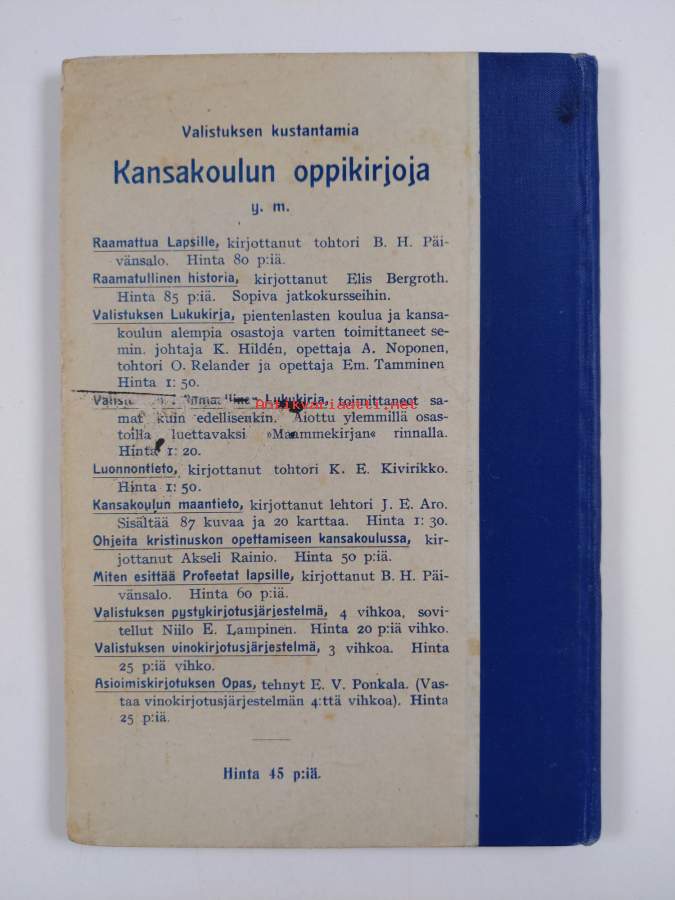 Valistuksen kustantamia
Kansakoulun oppikirjoja
y. m.
Raamattua Lapsille, kirjottanut tohtori B. H. Päi-
vänsalo. Hinta 80 p:iä.
Raamatullinen historia, kirjottanut Elis Bergroth.
Hinta 85 p:iä. Sopiva jatkokursseihin.
Valistuksen Lukukirja, pientenlasten koulua ja kansa-
koulun alempia osastoja varten toimittaneet se-
min. johtaja K. Hildén, opettaja A. Noponen,
tohtori O. Relander ja opettaja Em. Tamminen
Hinta 1: 50.
Lukukirja, toimittaneet sa-
mat kuin edellisenkin. Aiottu ylemmillä osas-
toilla luettavaksi »Maammekirjan« rinnalla.
Hinta 1: 20.
Antikvariaatti.net
Luonnontieto, kirjottanut tohtori K. E. Kivirikko.
Hinta 1: 50.
Kansakoulun maantieto, kirjottanut lehtori J. E. Aro.
Sisältää 87 kuvaa ja 20 karttaa. Hinta 1: 30.
Ohjeita kristinuskon opettamiseen kansakoulussa, kir-
jottanut Akseli Rainio. Hinta 50 p:iä.
Miten esittää Profeetat lapsille, kirjottanut B. H. Päi-
vänsalo. Hinta 60 p:iä.
Valistuksen pystykirjotusjärjestelmä, 4 vihkoa, sovi-
tellut Niilo E. Lampinen. Hinta 20 p:iä vihko.
Valistuksen vinokirjotusjärjestelmä, 3 vihkoa. Hinta
25 p:iä vihko.
Asioimiskirjotuksen Opas, tehnyt E. V. Ponkala. (Vas-
taa vinokirjotusjärjestelmän 4:ttä vihkoa). Hinta
25 p:iä.
Hinta 45 p:iä.